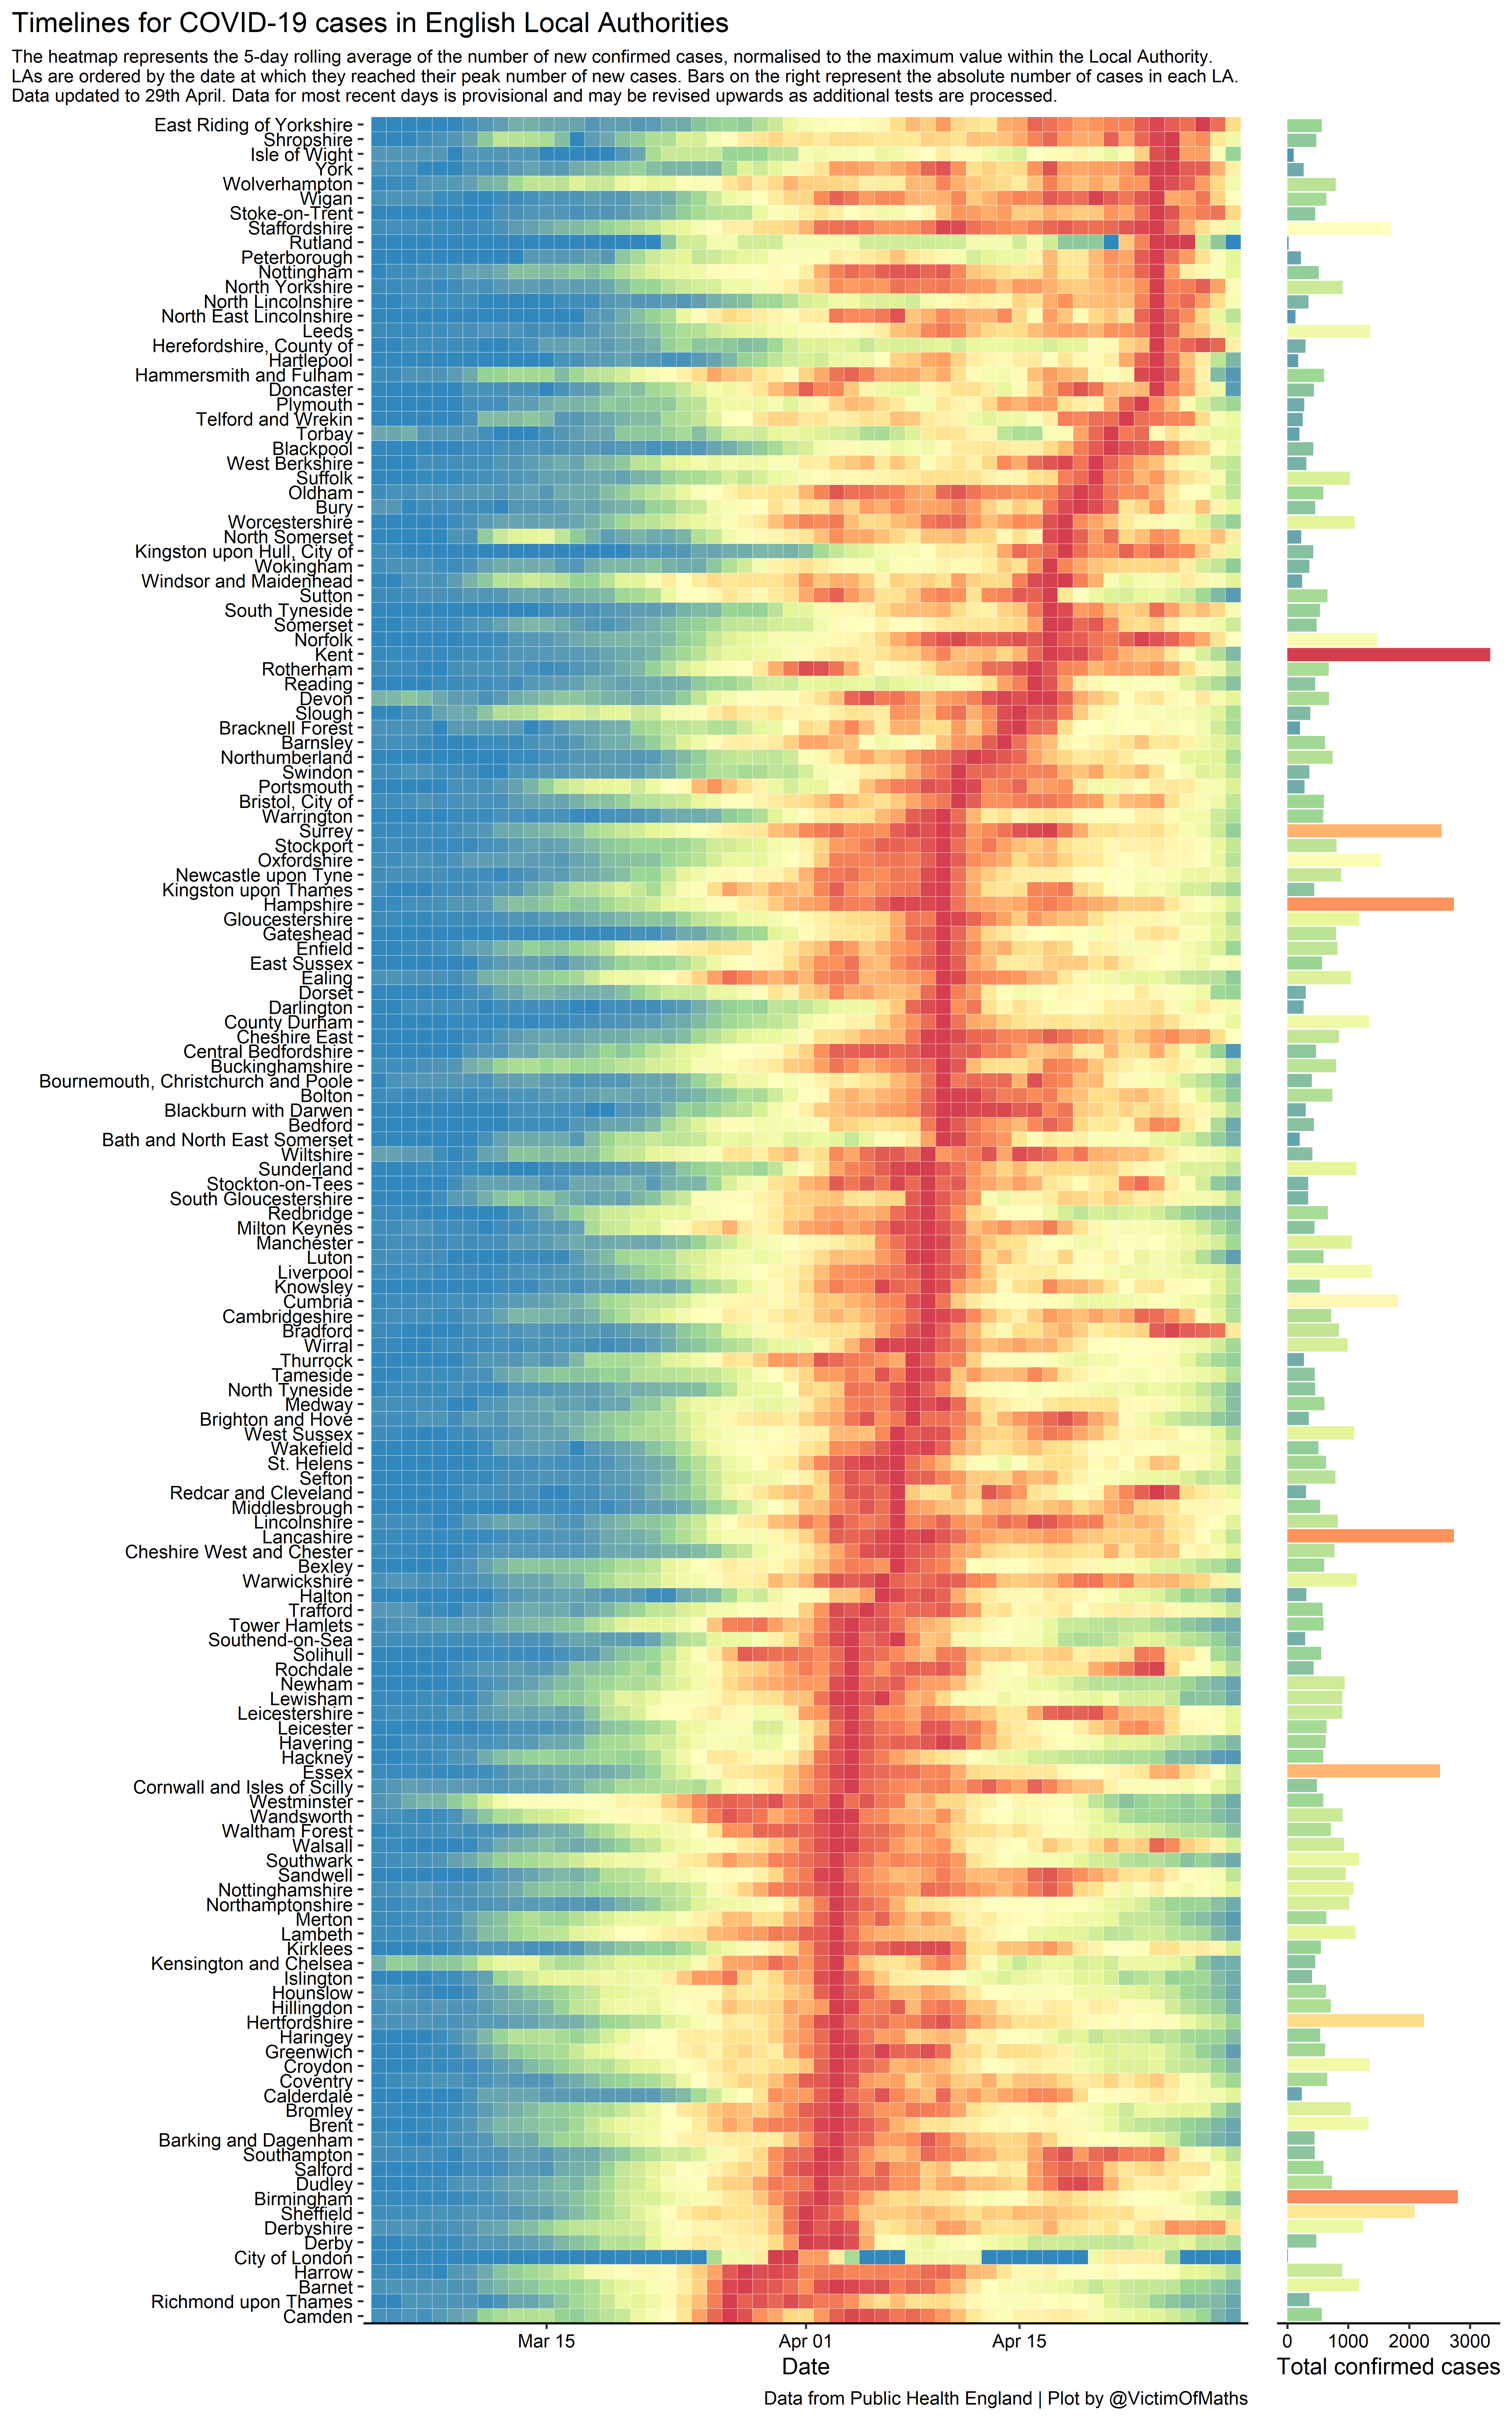 Timelines for COVID-19 cases in English Local Authorities
The heatmap represents the 5-day rolling average of the number of new confirmed cases, normalised to the maximum value within the Local Authority.
LAs are ordered by the date at which they reached their peak number of new cases. Bars on the right represent the absolute number of cases in each LA.
Data updated to 29th April. Data for most recent days is provisional and may be revised upwards as additional tests are processed.
East Riding of Yorkshire
Shropshire
Isle of Wight
York
Wolverhampton
Wigan
Stoke-on-Trent
Staffordshire
Rutland
Peterborough
Nottingham
North Yorkshire
North Lincolnshire
North East Lincolnshire
Leeds
Herefordshire, County of
Hartlepool
Hammersmith and Fulham
Doncaster
Plymouth
Telford and Wrekin
Torbay
Blackpool
West Berkshire
Suffolk
Oldham
Bury
Worcestershire
North Somerset
Kingston upon Hull, City of
Wokingham
Windsor and Maidenhead
Sutton
South Tyneside
Somerset
Norfolk
Kent
Rotherham
Reading
Devon
Slough
Bracknell Forest
Barnsley
Northumberland
Swindon
Portsmouth
Bristol, City of
Warrington
Surrey
Stockport
Oxfordshire
Newcastle upon Tyne
Kingston upon Thames
Hampshire
Gloucestershire
Gateshead
Enfield
East Sussex
Ealing
Dorset
Darlington
County Durham
Cheshire East
Central Bedfordshire
Buckinghamshire
Bournemouth, Christchurch and Poole
Bolton
Blackburn with Darwen
Bedford
Bath and North East Somerset
Wiltshire
Sunderland
Stockton-on-Tees
South Gloucestershire
Redbridge
Milton Keynes
Manchester
Luton
Liverpool
Knowsley
Cumbria
Cambridgeshire
Bradford
Wirral
Thurrock
Tameside
North Tyneside
Medway
Brighton and Hove
West Sussex
Wakefield
St. Helens
Sefton
Redcar and Cleveland
Middlesbrough
Lincolnshire
Lancashire
Cheshire West and Chester
Bexley
Warwickshire
Halton
Trafford
Tower Hamlets
Southend-on-Sea
Solihull
Rochdale
Newham
Lewisham
Leicestershire
Leicester
Havering
Hackney
Essex
Cornwall and Isles of Scilly
Westminster
Wandsworth
Waltham Forest
Walsall
Southwark
Sandwell
Nottinghamshire
Northamptonshire
Merton
Lambeth
Kirklees
Kensington and Chelsea
Islington
Hounslow
Hillingdon
Hertfordshire
Haringey
Greenwich
Croydon
Coventry
Calderdale
Bromley
Brent
Barking and Dagenham
Southampton
Salford
Dudley
Birmingham
Sheffield
Derbyshire
Derby
City of London
Harrow
Barnet
Richmond upon Thames
Camden
Mar 15 Apr 01 Apr 15
Date
0 1000 2000 3000
Total confirmed cases
Data from Public Health England | Plot by @VictimOfMaths